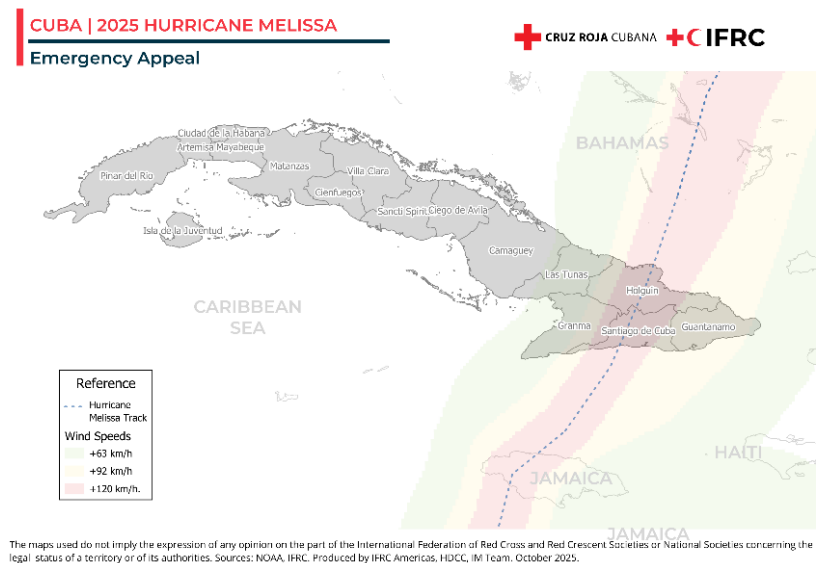 CUBA | 2025 HURRICANE MELISSA
Emergency Appeal
CRUZ ROJA CUBANA
IFRC
BAHAMAS
Ciudad de la Habana
Artemisa Mayabeque
Matanzas
Pinar del Río
Villa Clara
Cienfuegos
Sancti Spirit
Ciego de Avila
Isla de la Juventud
Camaguey
Las Tunas
Holguin
Granma
Santiago de Cuba
Guantanamo
CARIBBEAN
SEA
HAITI
JAMAICA
JAMAICA
Reference
Hurricane
Melissa Track
Wind Speeds
+63 km/h
+92 km/h
+120 km/h.
The maps used do not imply the expression of any opinion on the part of the International Federation of Red Cross and Red Crescent Societies or National Societies concerning the
legal status of a territory or of its authorities. Sources: NOAA, IFRC. Produced by IFRC Americas, HDCC, IM Team. October 2025.